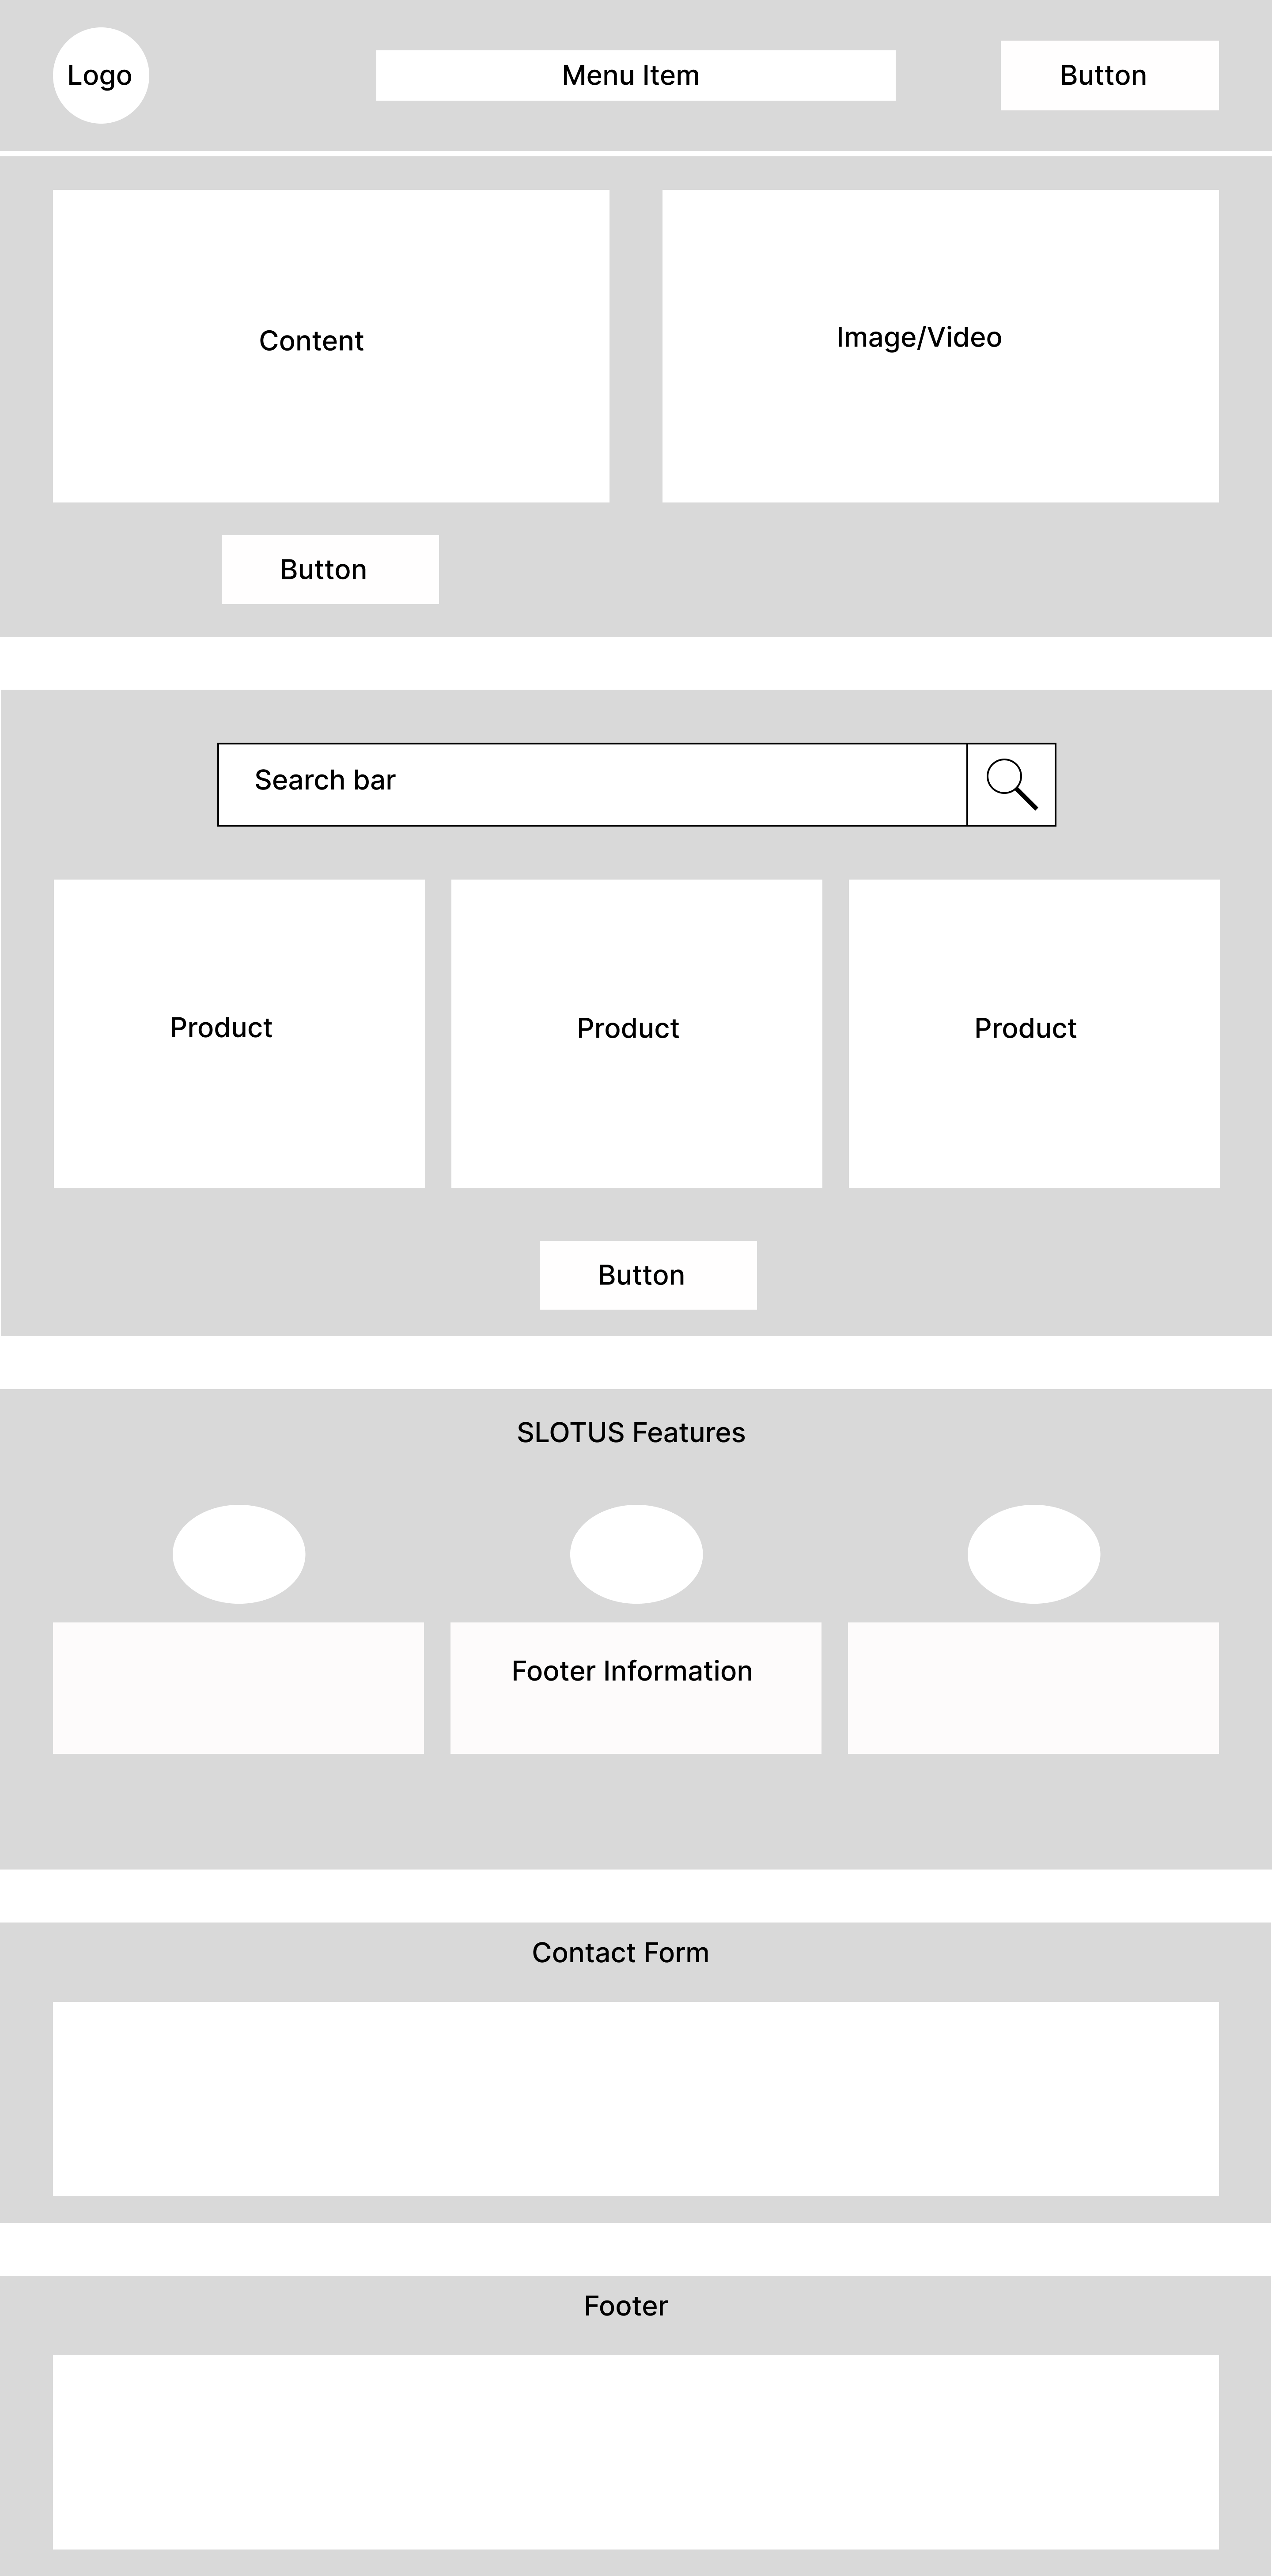 Logo
Menu Item
Button
Content
Image/Video
Button
Search bar
Product
Product
Product
Button
SLOTUS Features
Footer Information
Contact Form
Footer